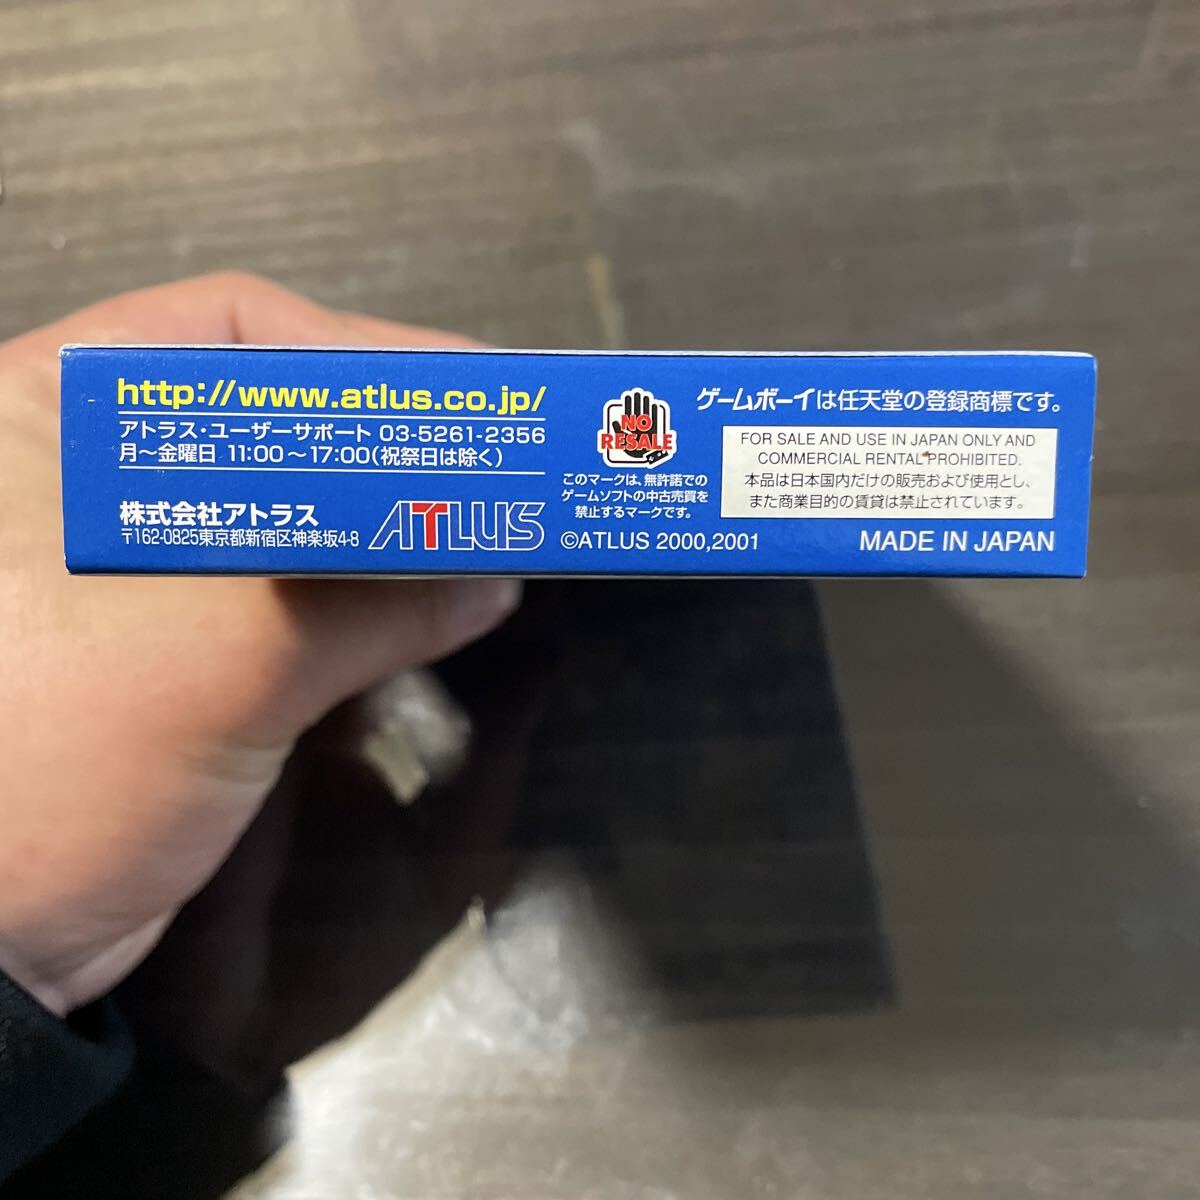 http://www.atlus.co.jp/
アトラス・ユーザーサポート 03-5261-2356
月～金曜日 11:00～17:00(祝祭日は除く)
株式会社アトラス
〒162-0825東京都新宿区神楽坂4-8
ATLUS
NO
RESALE
このマークは、無許諾での
ゲームソフトの中古売買を
禁止するマークです。
©ATLUS 2000,2001
ゲームボーイは任天堂の登録商標です。
FOR SALE AND USE IN JAPAN ONLY AND
COMMERCIAL RENTAL PROHIBITED.
本品は日本国内だけの販売および使用とし、
また商業目的の賃貸は禁止されています。
MADE IN JAPAN